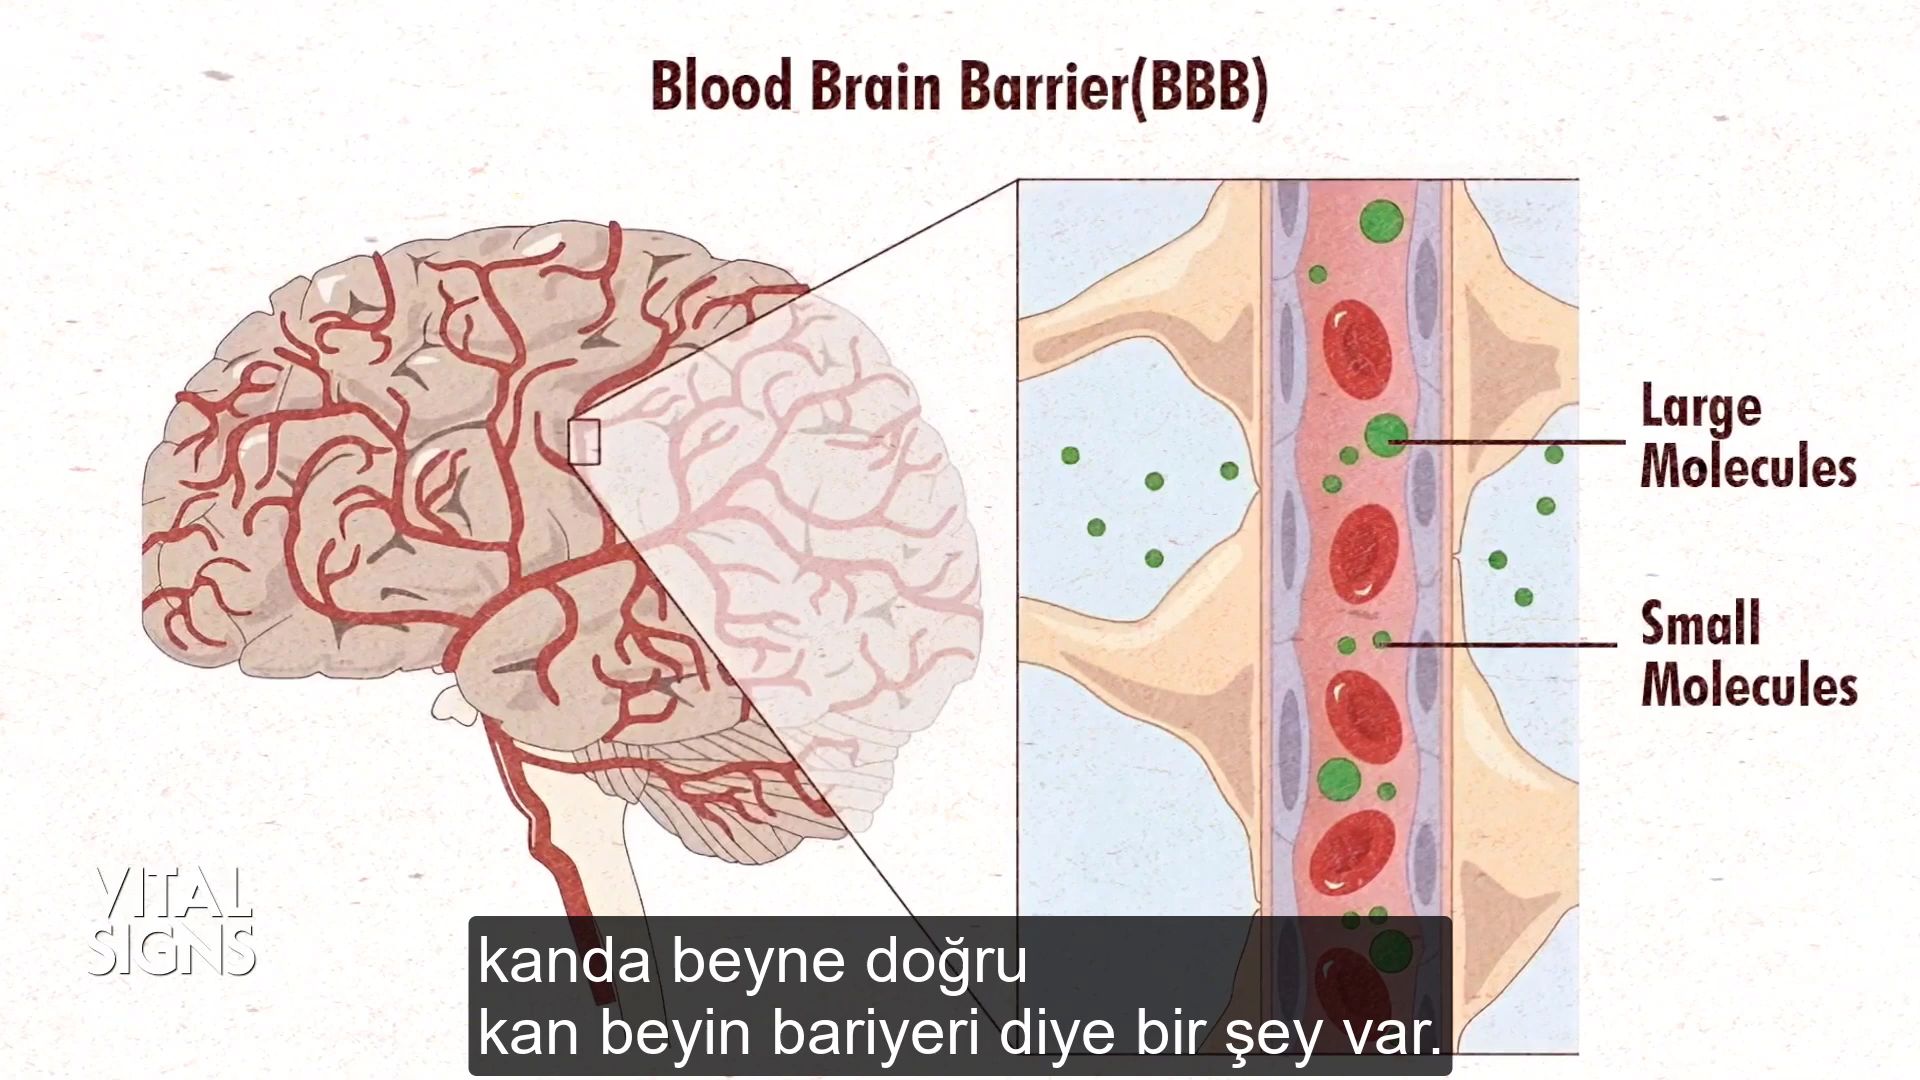 Blood Brain Barrier(BBB)
Large
Molecules
Small
Molecules
VITAL
SIGNS
kanda beyne doğru
kan beyin bariyeri diye bir şey var.